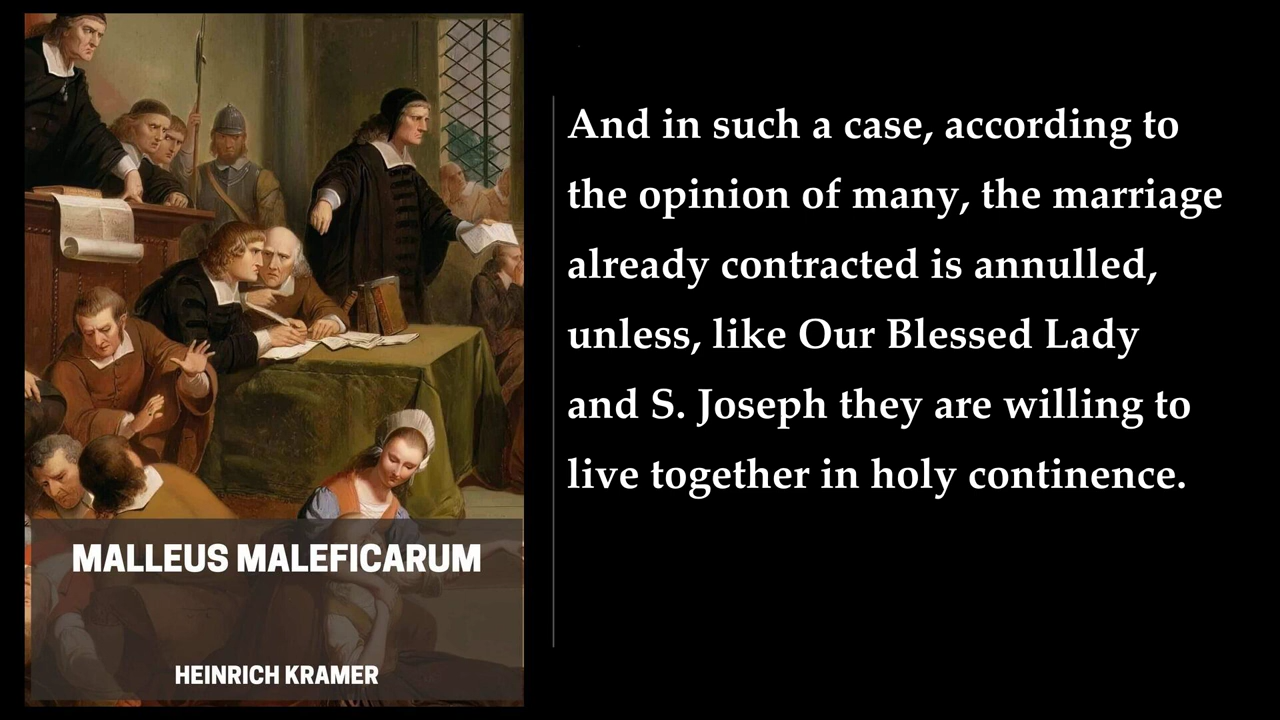 And in such a case, according to
the opinion of many, the marriage
already contracted is annulled,
unless, like Our Blessed Lady
and S. Joseph they are willing to
live together in holy continence.
MALLEUS MALEFICARUM
HEINRICH KRAMER